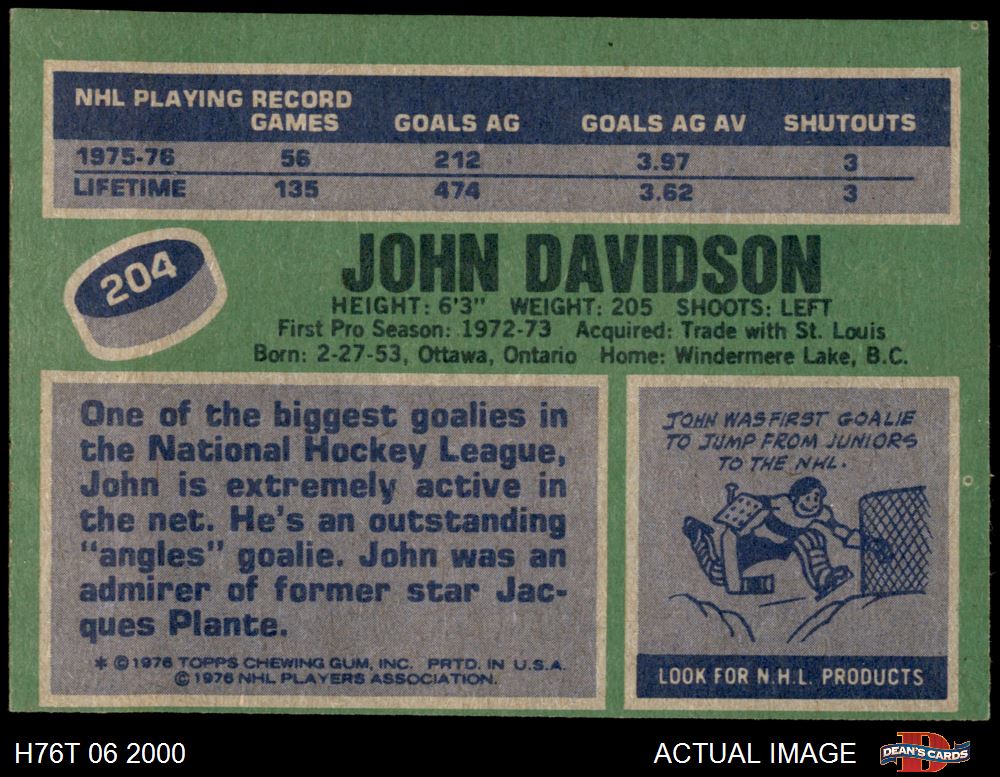 NHL PLAYING RECORD
GAMES GOALS AG GOALS AG AV SHUTOUTS
1975-76 56 212 3.97 3
LIFETIME 135 474 3.62 3
204
JOHN DAVIDSON
HEIGHT: 6'3" WEIGHT: 205 SHOOTS: LEFT
First Pro Season: 1972-73 Acquired: Trade with St. Louis
Born: 2-27-53, Ottawa, Ontario Home: Windermere Lake, B.C.
One of the biggest goalies in
the National Hockey League,
John is extremely active in
the net. He's an outstanding
"angles" goalie. John was an
admirer of former star Jac-
ques Plante.
* © 1976 TOPPS CHEWING GUM, INC. PRTD. IN U.S.A.
© 1976 NHL PLAYERS ASSOCIATION.
JOHN WAS FIRST GOALIE
TO JUMP FROM JUNIORS
TO THE NHL.
LOOK FOR N.H.L. PRODUCTS
H76T 06 2000 ACTUAL IMAGE DEAN'S CARDS